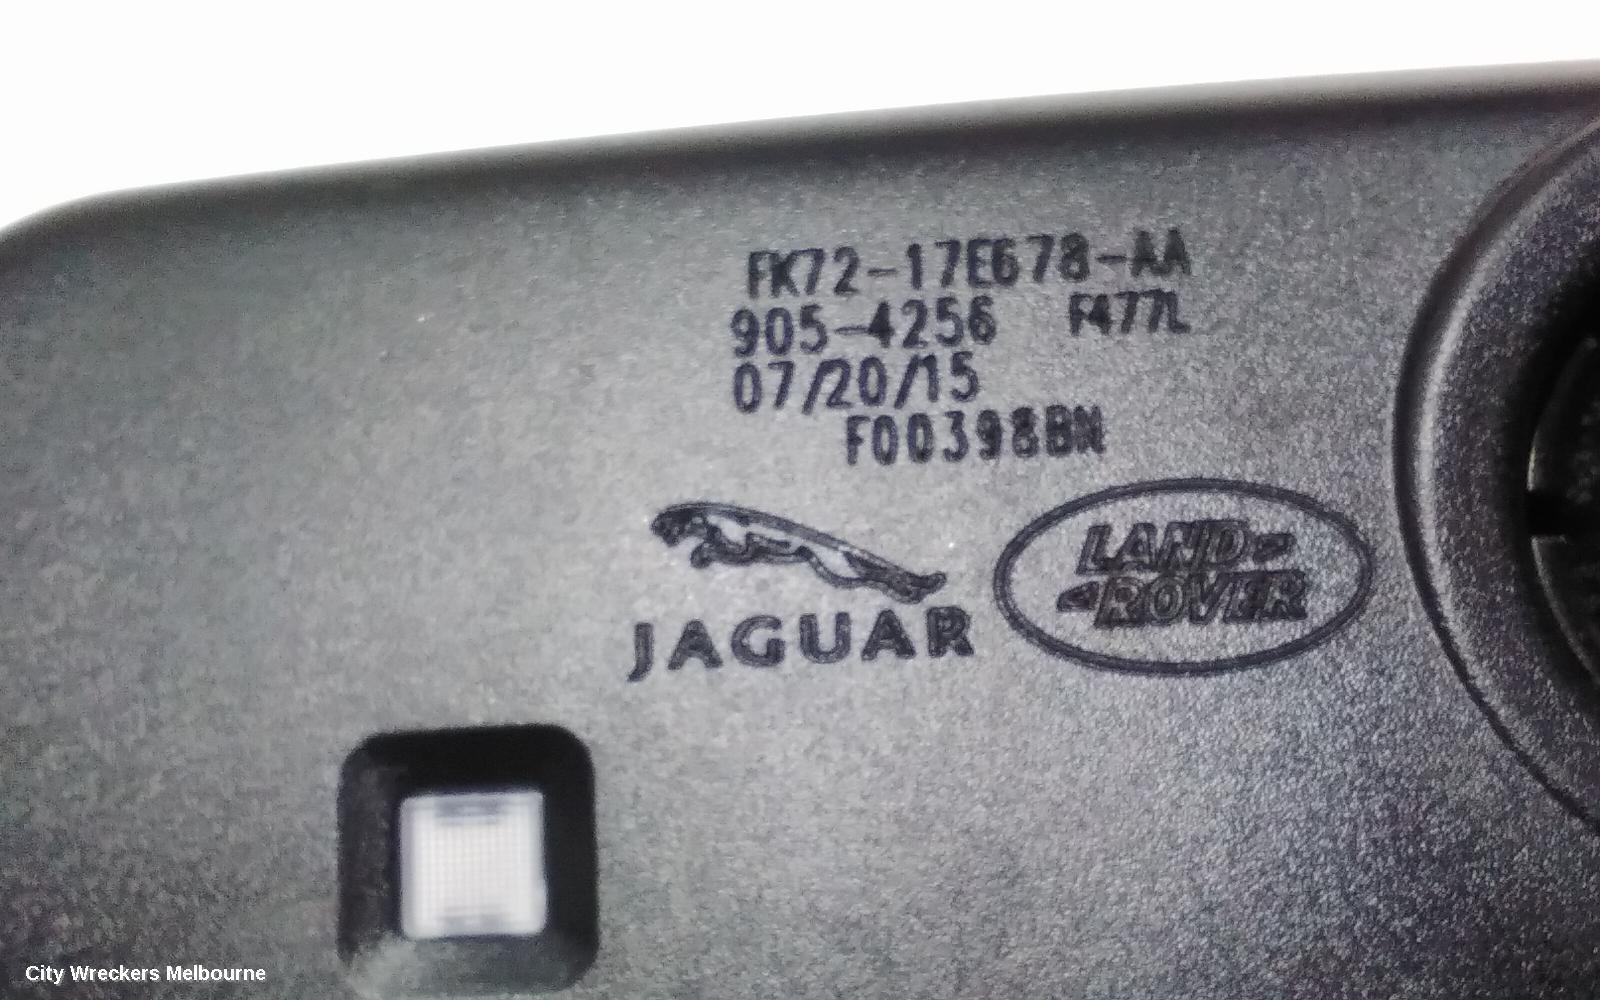 FK72-17E678-AA
905-4256 F477L
07/20/15
F00398BN
JAGUAR
LAND
ROVER
City Wreckers Melbourne